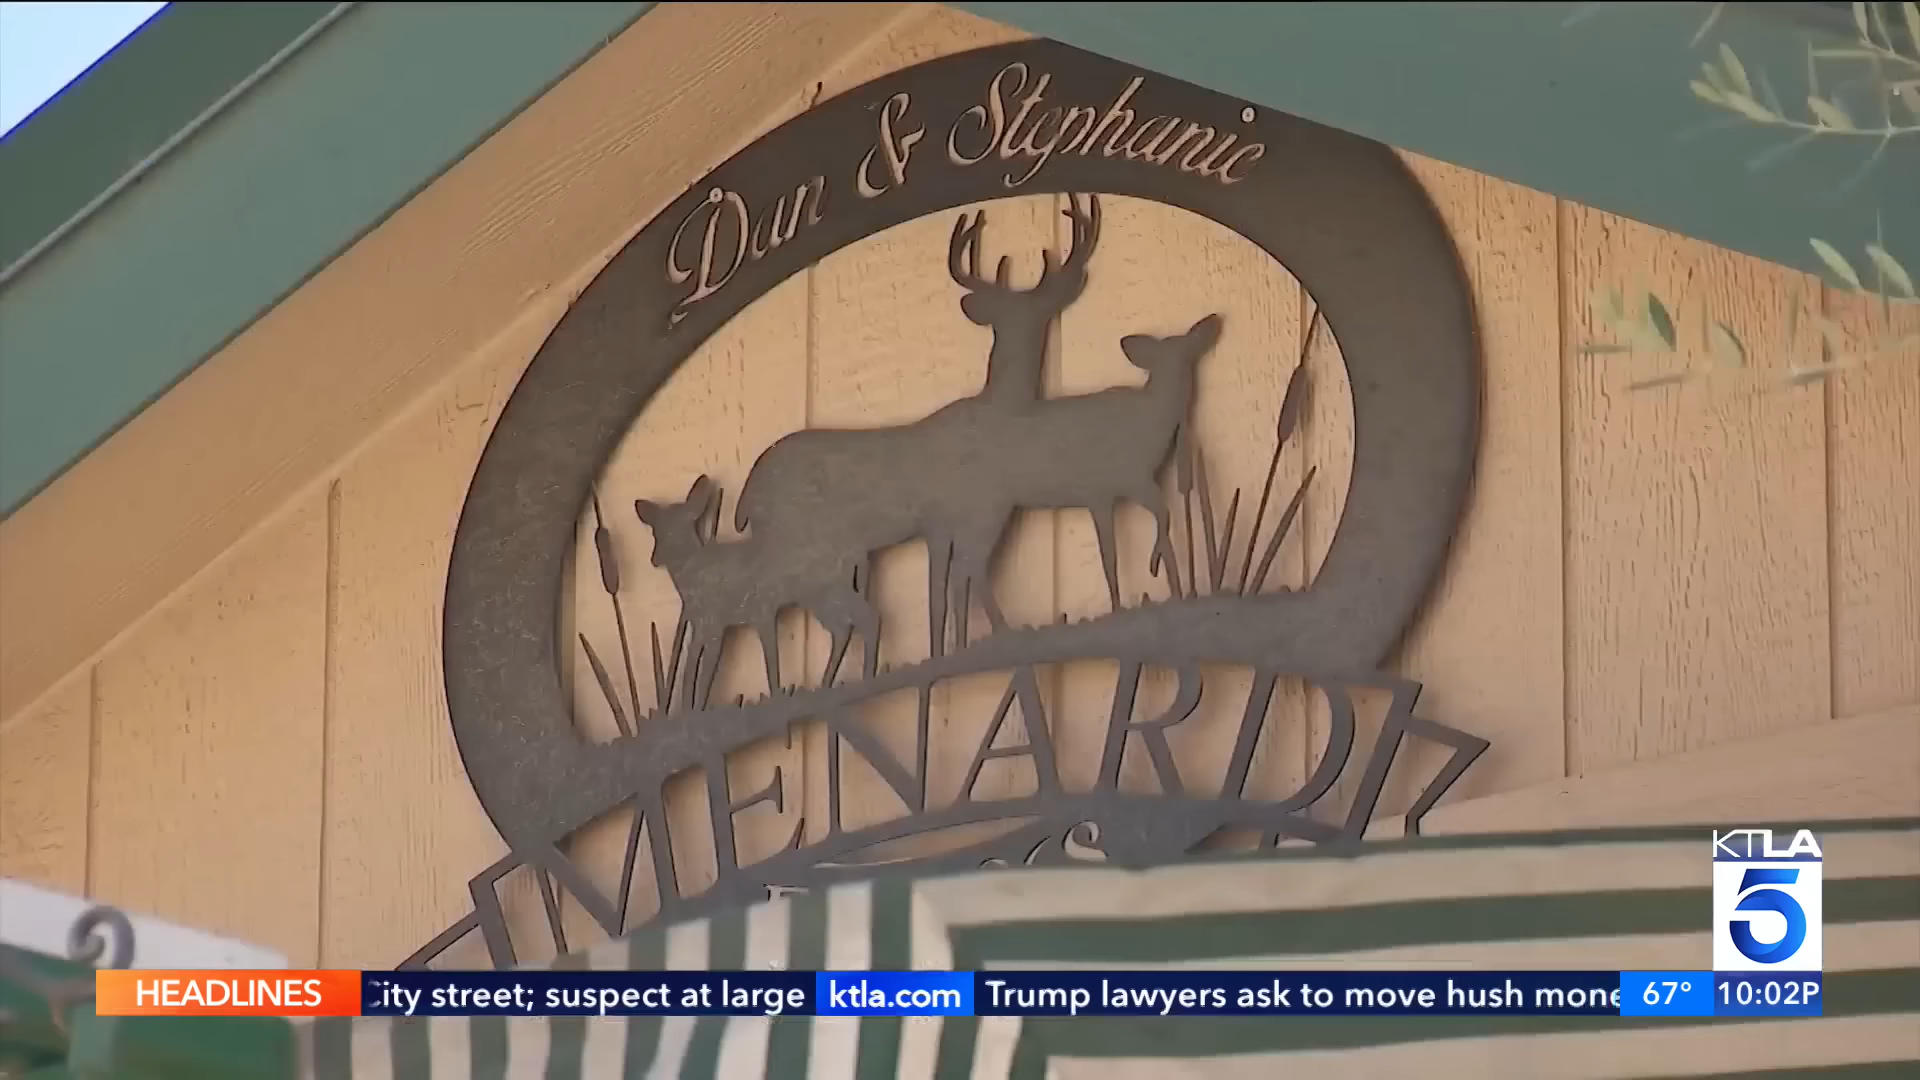 Dan & Stephanie
MENARD
KTLA
5
HEADLINES
City street; suspect at large
ktla.com
Trump lawyers ask to move hush mone
67°
10:02P